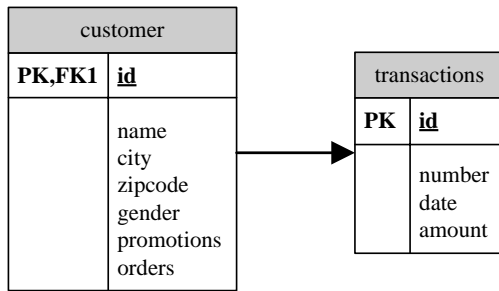 customer
PK,FK1 id
name
city
zipcode
gender
promotions
orders
transactions
PK id
number
date
amount